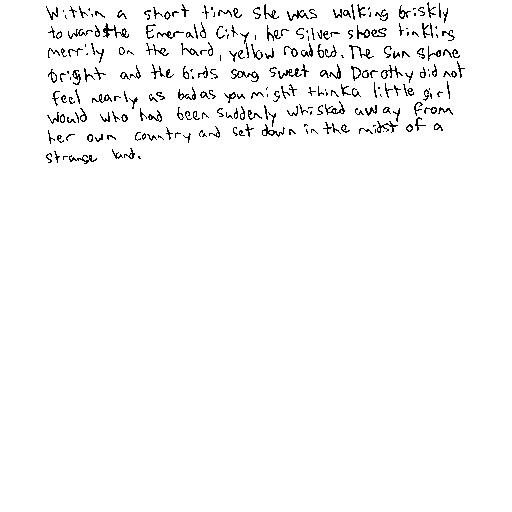 Within a short time she was walking briskly
towards the Emerald City, her Silver Shoes tinkling
merrily on the hard, yellow roadbed. The sun shone
bright and the birds sang sweet and Dorothy did not
feel nearly as bad as you might think a little girl
would who had been suddenly whisked away from
her own country and set down in the midst of a
strange land.